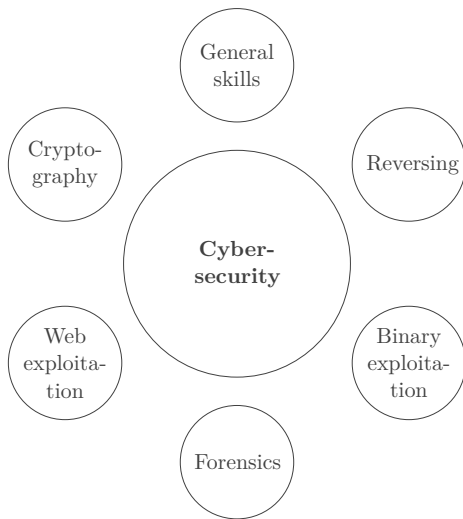 General
skills
Crypto-
graphy
Reversing
Cyber-
security
Web
exploita-
tion
Binary
exploita-
tion
Forensics